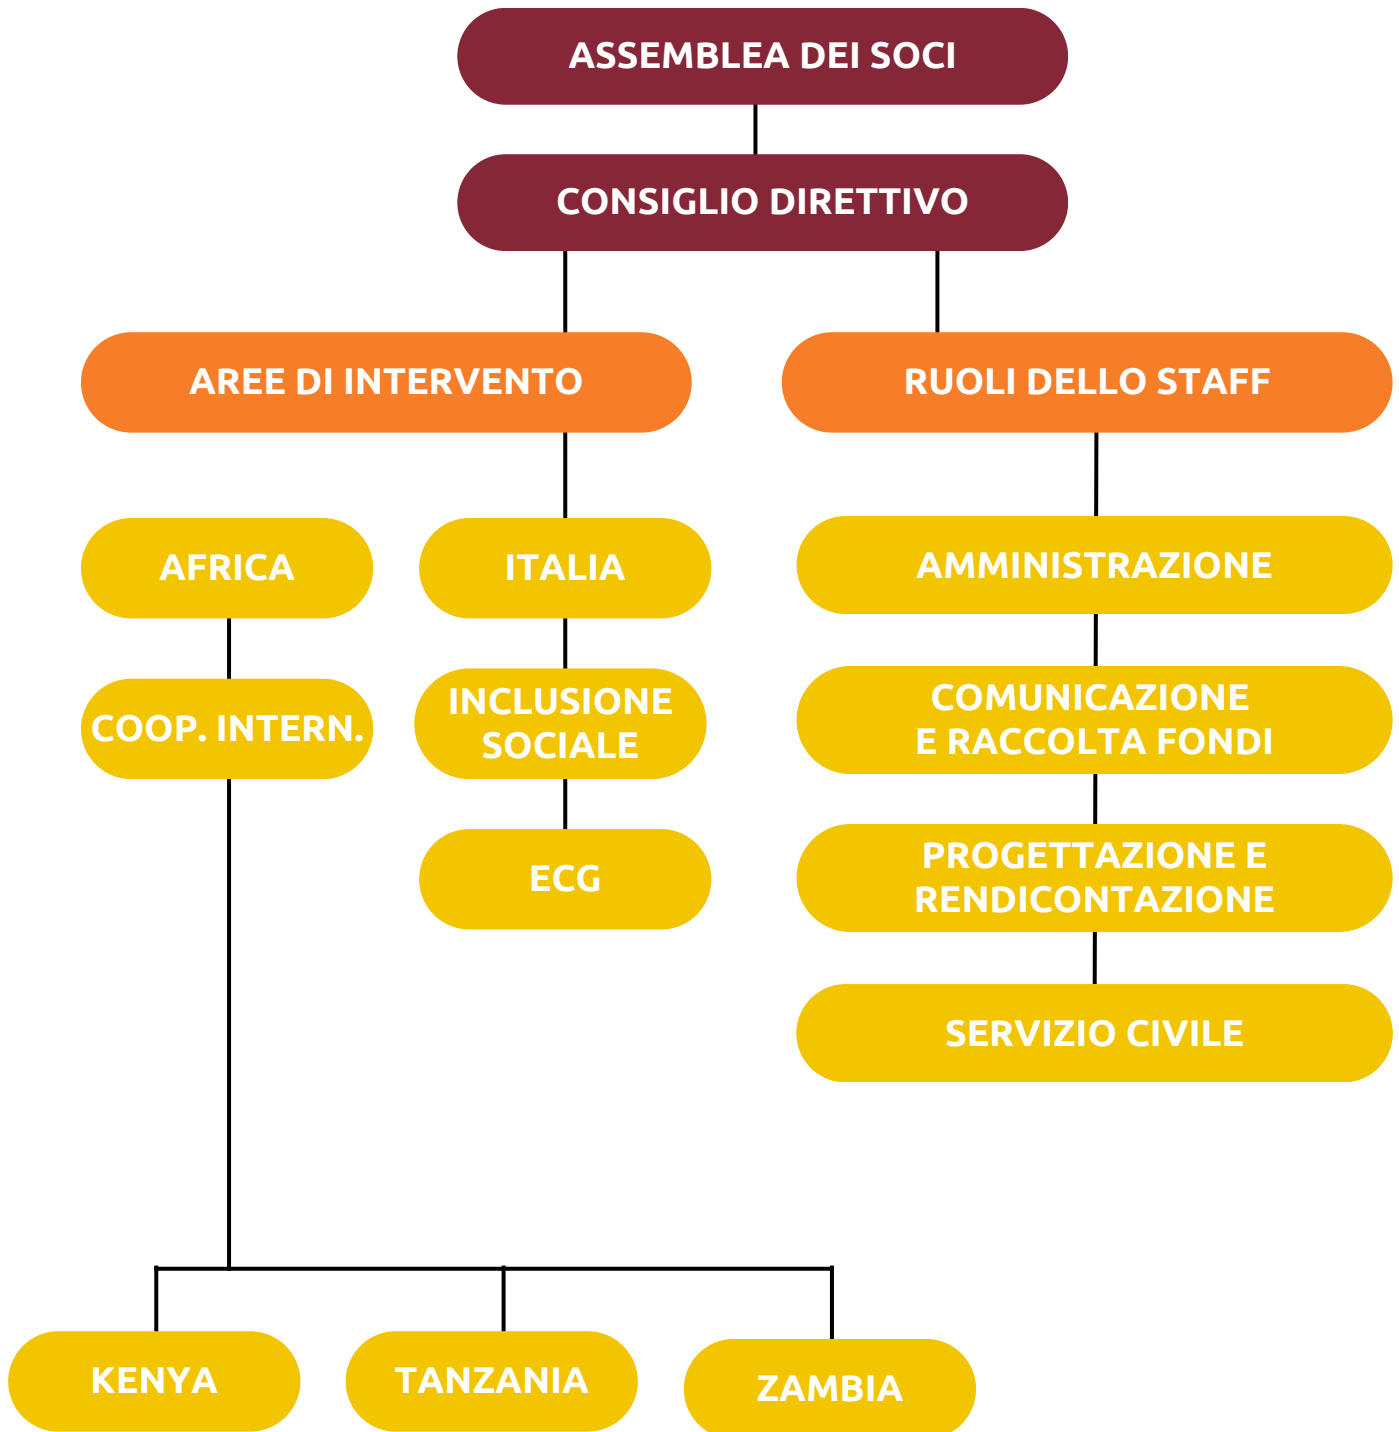 ASSEMBLEA DEI SOCI
CONSIGLIO DIRETTIVO
AREE DI INTERVENTO
RUOLI DELLO STAFF
AFRICA
ITALIA
AMMINISTRAZIONE
COOP. INTERN.
INCLUSIONE
SOCIALE
COMUNICAZIONE
E RACCOLTA FONDI
ECG
PROGETTAZIONE E
RENDICONTAZIONE
SERVIZIO CIVILE
KENYA
TANZANIA
ZAMBIA